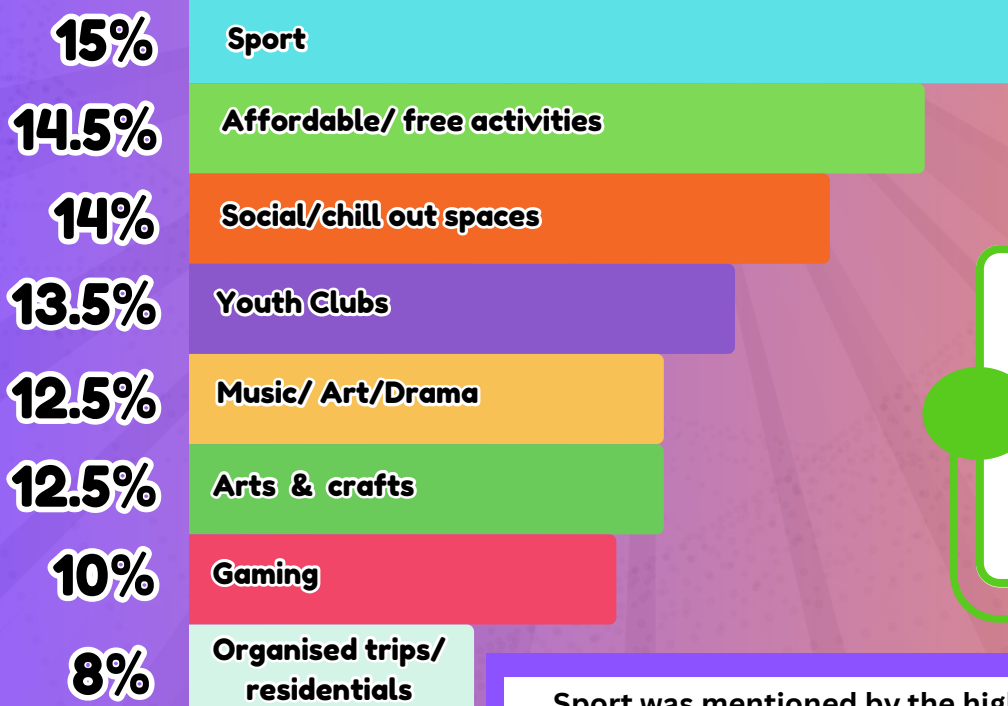 15% Sport
14.5% Affordable/ free activities
14% Social/chill out spaces
13.5% Youth Clubs
12.5% Music/ Art/Drama
12.5% Arts & crafts
10% Gaming
8% Organised trips/
residentials
Sport was mentioned by the